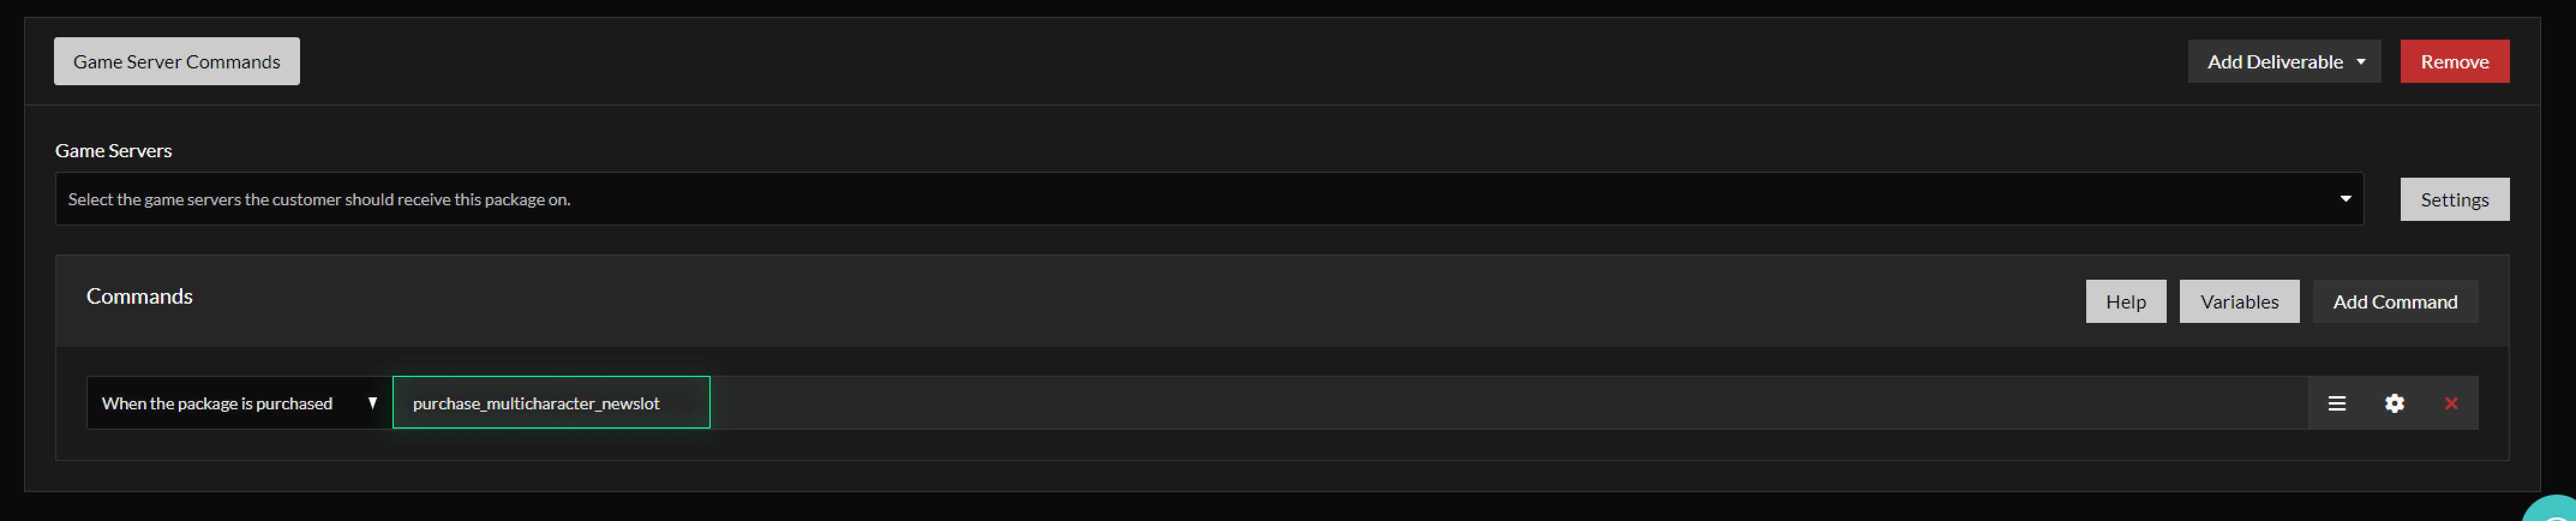 Game Server Commands
Add Deliverable
Remove
Game Servers
Select the game servers the customer should receive this package on.
Settings
Commands
Help
Variables
Add Command
When the package is purchased
purchase_multicharacter_newslot